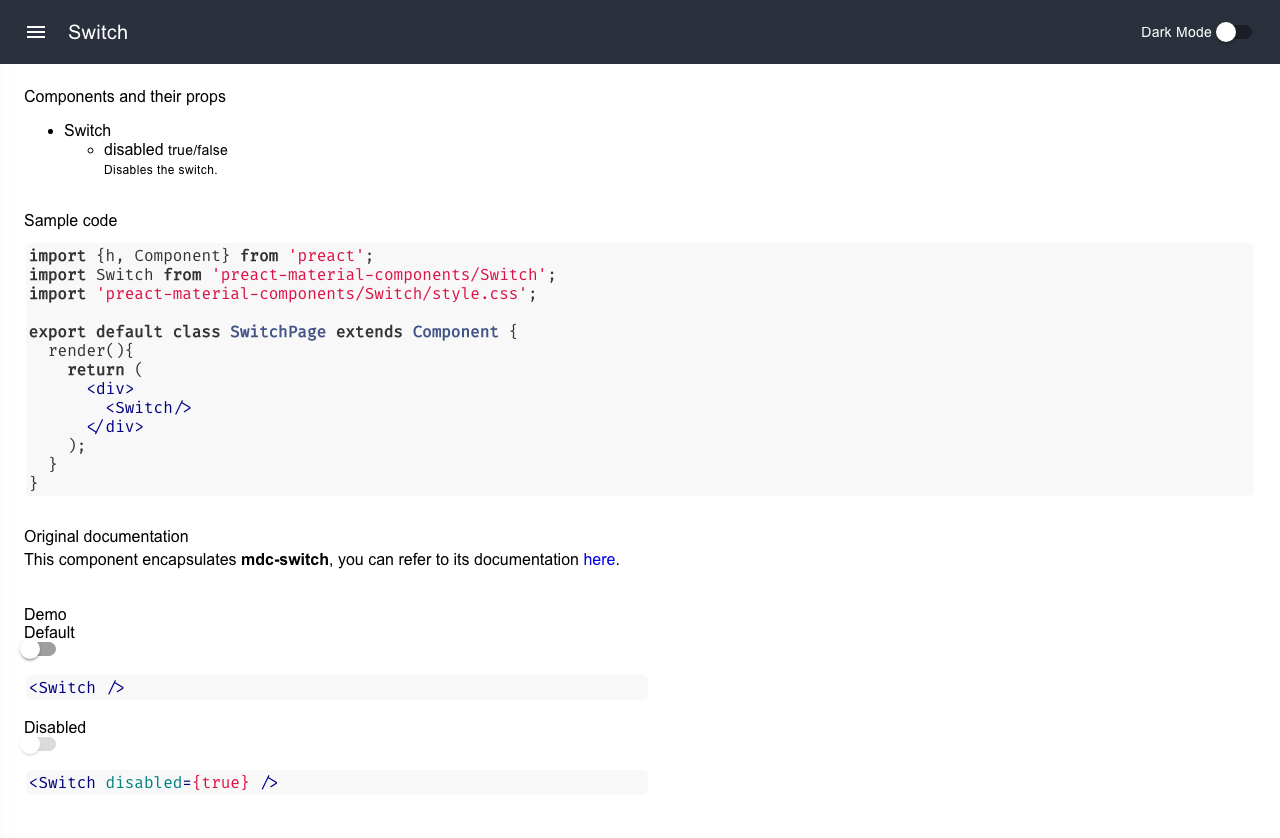 Switch
Dark Mode
Components and their props
Switch
disabled true/false
Disables the switch.
Sample code
import {h, Component} from 'preact';
import Switch from 'preact-material-components/Switch';
import 'preact-material-components/Switch/style.css';
export default class SwitchPage extends Component {
  render(){
    return (
      <div>
        <Switch/>
      </div>
    );
  }
}
Original documentation
This component encapsulates mdc-switch, you can refer to its documentation here.
Demo
Default
<Switch />
Disabled
<Switch disabled={true} />